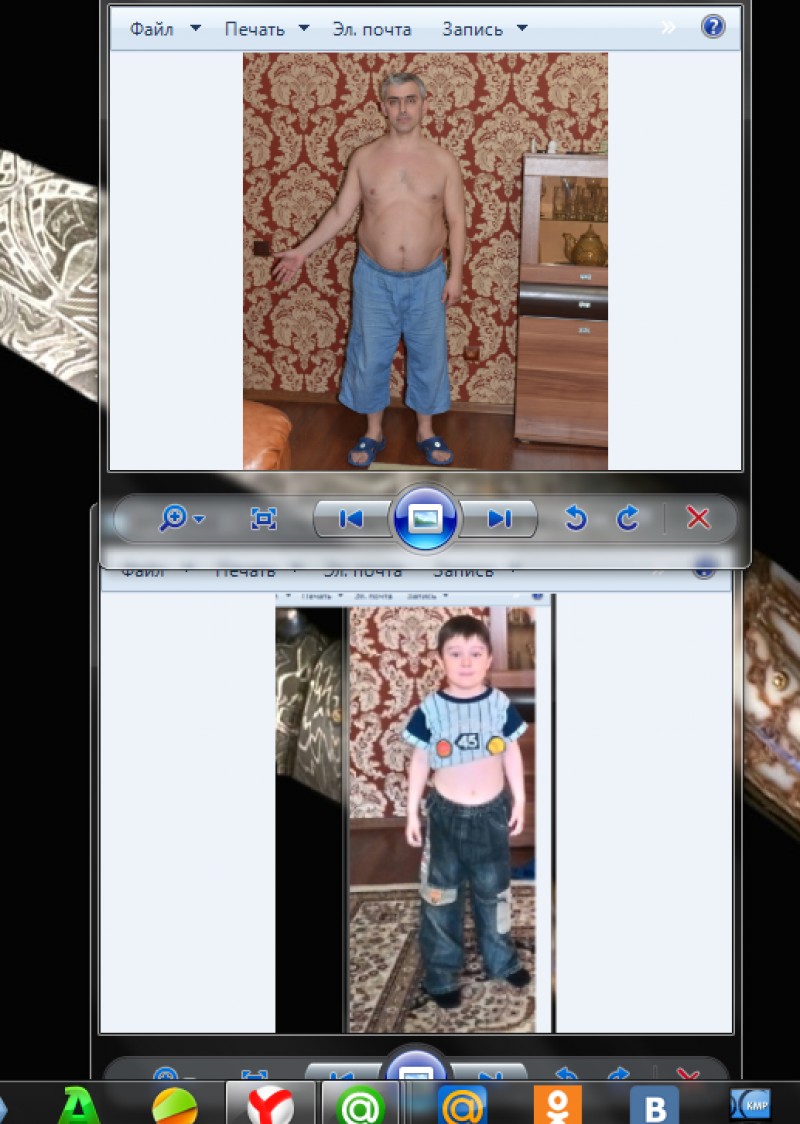 Файл Печать Эл. почта Запись »
Файл Печать Эл. почта Запись »
Печать Эл. почта Запись
45
B
KMP